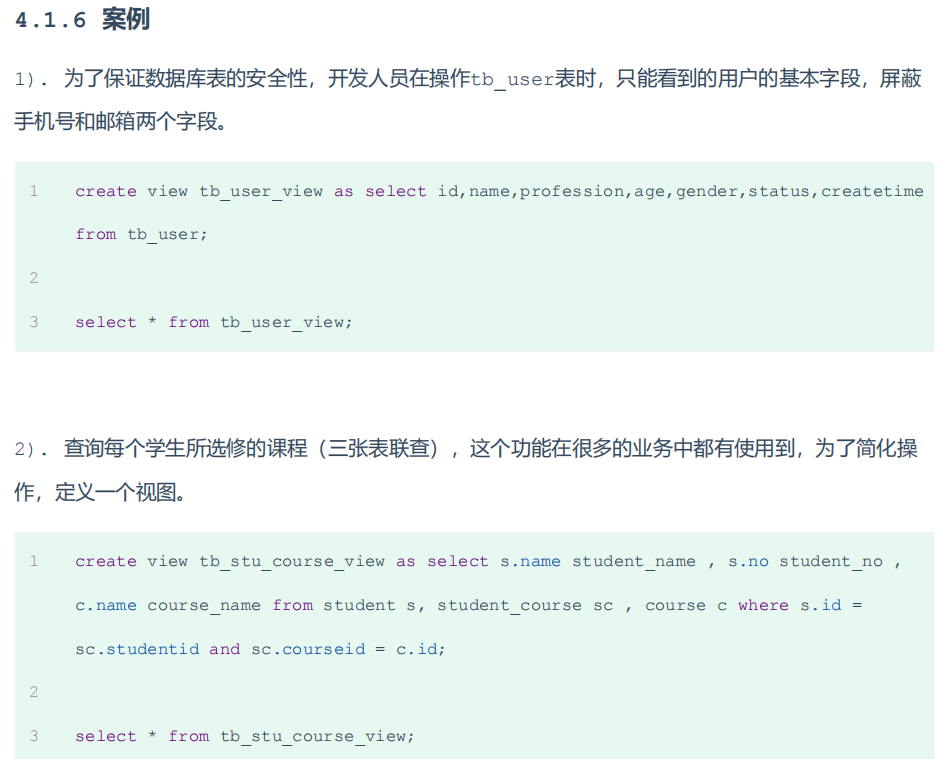 4.1.6 案例
1). 为了保证数据库表的安全性，开发人员在操作tb_user表时，只能看到的用户的基本字段，屏蔽
手机号和邮箱两个字段。
1 create view tb_user_view as select id,name,profession,age,gender,status,createtime
from tb_user;
2
3 select * from tb_user_view;
2). 查询每个学生所选修的课程（三张表联查），这个功能在很多的业务中都有使用到，为了简化操
作，定义一个视图。
1 create view tb_stu_course_view as select s.name student_name , s.no student_no ,
c.name course_name from student s, student_course sc , course c where s.id =
sc.studentid and sc.courseid = c.id;
2
3 select * from tb_stu_course_view;